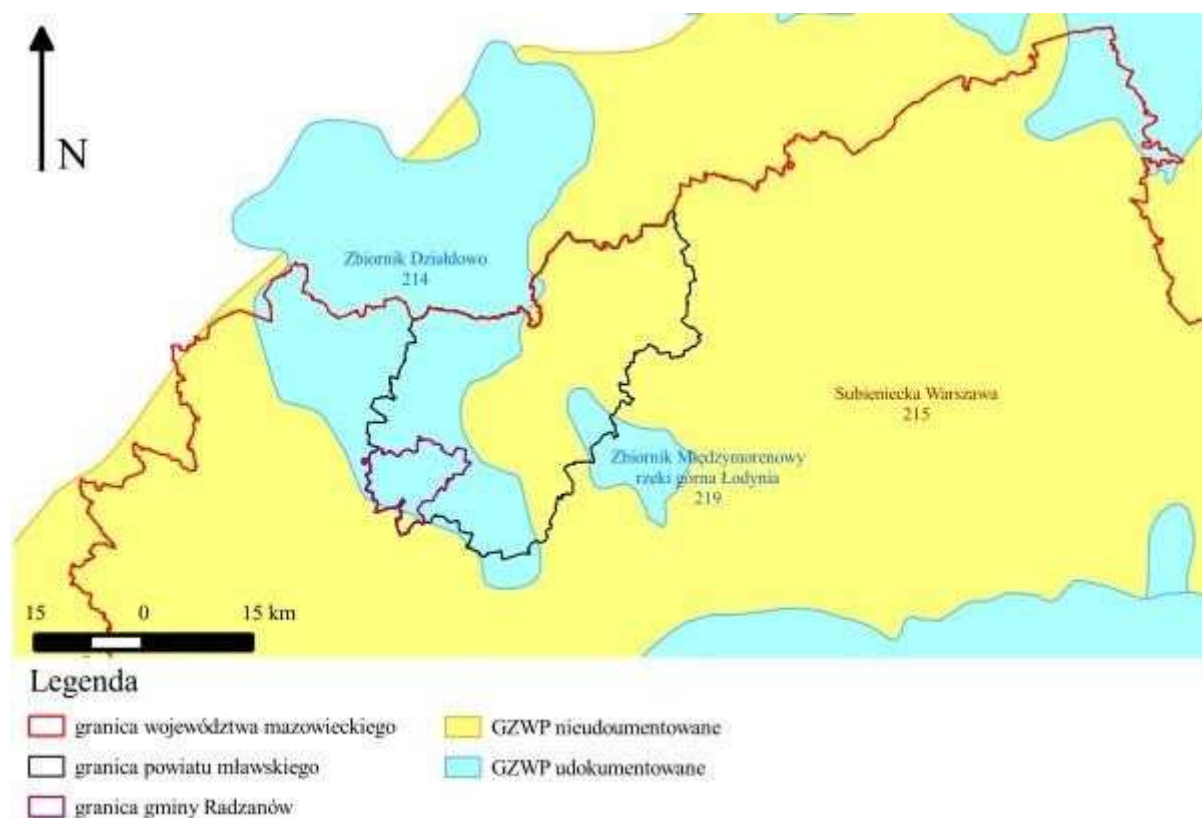 N
Zbiornik Działdowo
214
Subieniecka Warszawa
215
Zbiornik Międzymorenowy
rzeki górna Łodynia
219
15 0 15 km
Legenda
granica województwa mazowieckiego
granica powiatu mławskiego
granica gminy Radzanów
GZWP nieudoumentowane
GZWP udokumentowane